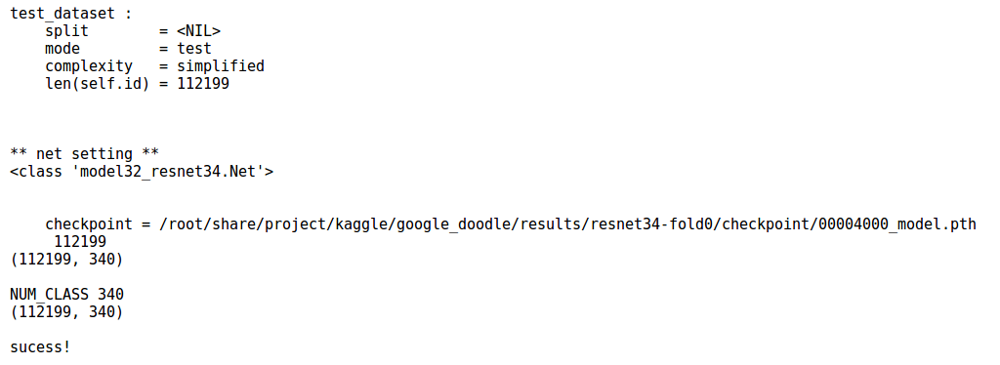 test_dataset :
    split        = <NIL>
    mode         = test
    complexity   = simplified
    len(self.id) = 112199
** net setting **
<class 'model32_resnet34.Net'>
    checkpoint = /root/share/project/kaggle/google_doodle/results/resnet34-fold0/checkpoint/00004000_model.pth
     112199
(112199, 340)
NUM_CLASS 340
(112199, 340)
sucess!